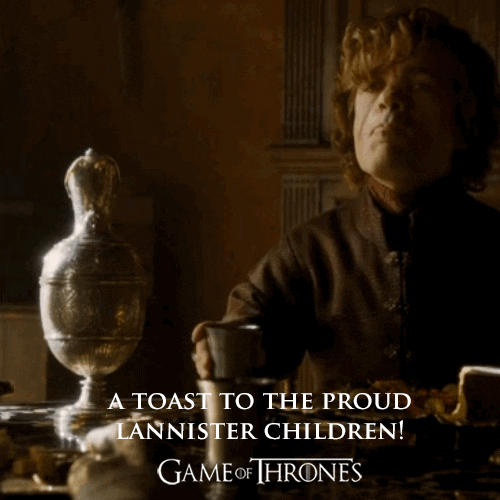 A TOAST TO THE PROUD
LANNISTER CHILDREN!
GAME OF THRONES